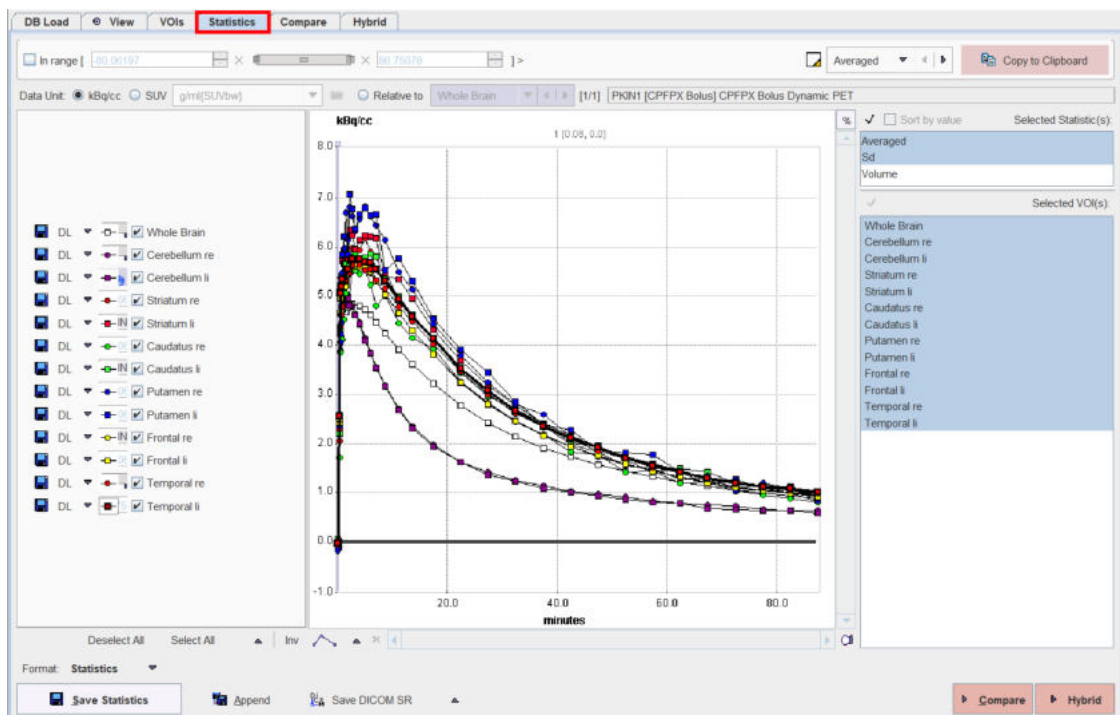 DB Load View VOIs Statistics Compare Hybrid
In range [ ] > Averaged Copy to Clipboard
Data Unit: kBq/cc SUV g/ml{SUVbw} Relative to Whole Brain [1/1] PKIN1 [CPFPX Bolus] CPFPX Bolus Dynamic PET
kBq/cc
1 [0.08, 0.0]
%
Sort by value Selected Statistic(s):
Averaged
Sd
Volume
Selected VOI(s):
Whole Brain
Cerebellum re
Cerebellum li
Striatum re
Striatum li
Caudatus re
Caudatus li
Putamen re
Putamen li
Frontal re
Frontal li
Temporal re
Temporal li
DL Whole Brain
DL Cerebellum re
DL Cerebellum li
DL Striatum re
DL IN Striatum li
DL Caudatus re
DL IN Caudatus li
DL Putamen re
DL Putamen li
DL IN Frontal re
DL Frontal li
DL Temporal re
DL Temporal li
8.0
7.0
6.0
5.0
4.0
3.0
2.0
1.0
0.0
-1.0
20.0 40.0 60.0 80.0
minutes
Deselect All Select All Inv
Format: Statistics
Save Statistics Append Save DICOM SR Compare Hybrid